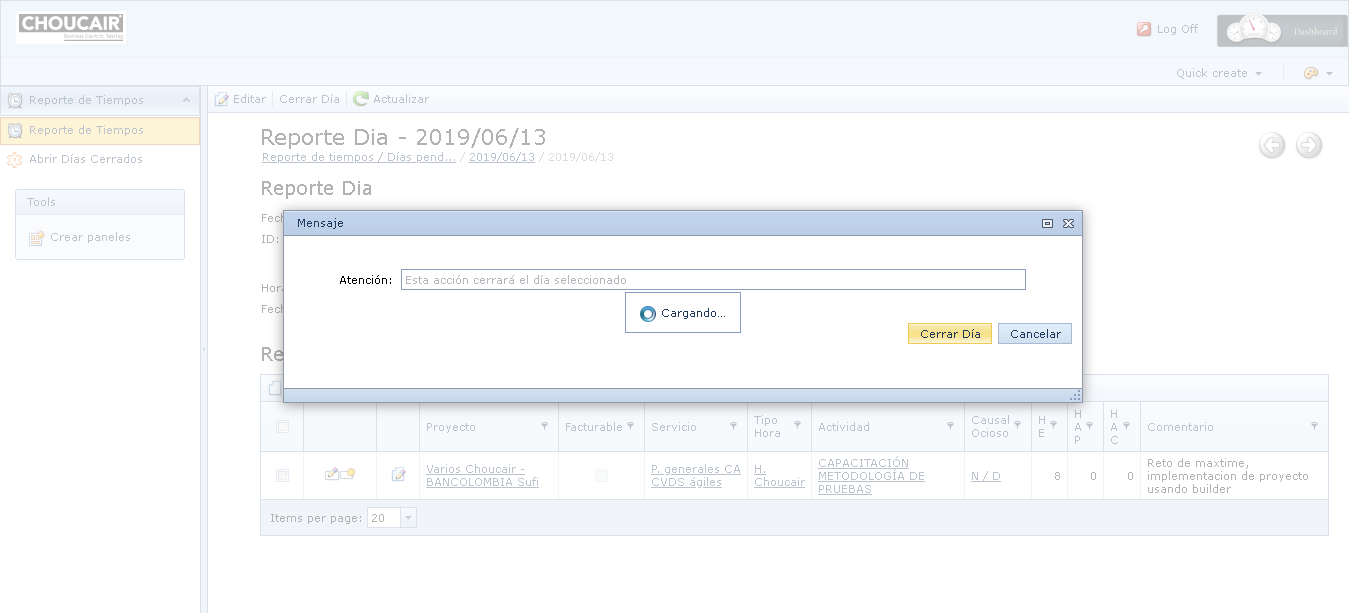 CHOUCAIR
Business Centric Testing
Log Off
Dashboard
Quick create
Reporte de Tiempos
Reporte de Tiempos
Abrir Días Cerrados
Tools
Crear paneles
Editar
Cerrar Día
Actualizar
Reporte Dia - 2019/06/13
Reporte de tiempos / Días pend... / 2019/06/13 / 2019/06/13
Reporte Dia
Fech
ID:
Mensaje
Atención:
Esta acción cerrará el día seleccionado
Cargando...
Cerrar Día
Cancelar
Hor
Fech
Re
Proyecto
Facturable
Servicio
Tipo
Hora
Actividad
Causal
Ocioso
H
E
H
A
P
H
A
C
Comentario
Varios Choucair -
BANCOLOMBIA Sufi
P. generales CA
CVDS ágiles
H.
Choucair
CAPACITACIÓN
METODOLOGÍA DE
PRUEBAS
N / D
8
0
0
Reto de maxtime,
implementacion de proyecto
usando builder
Items per page: 20